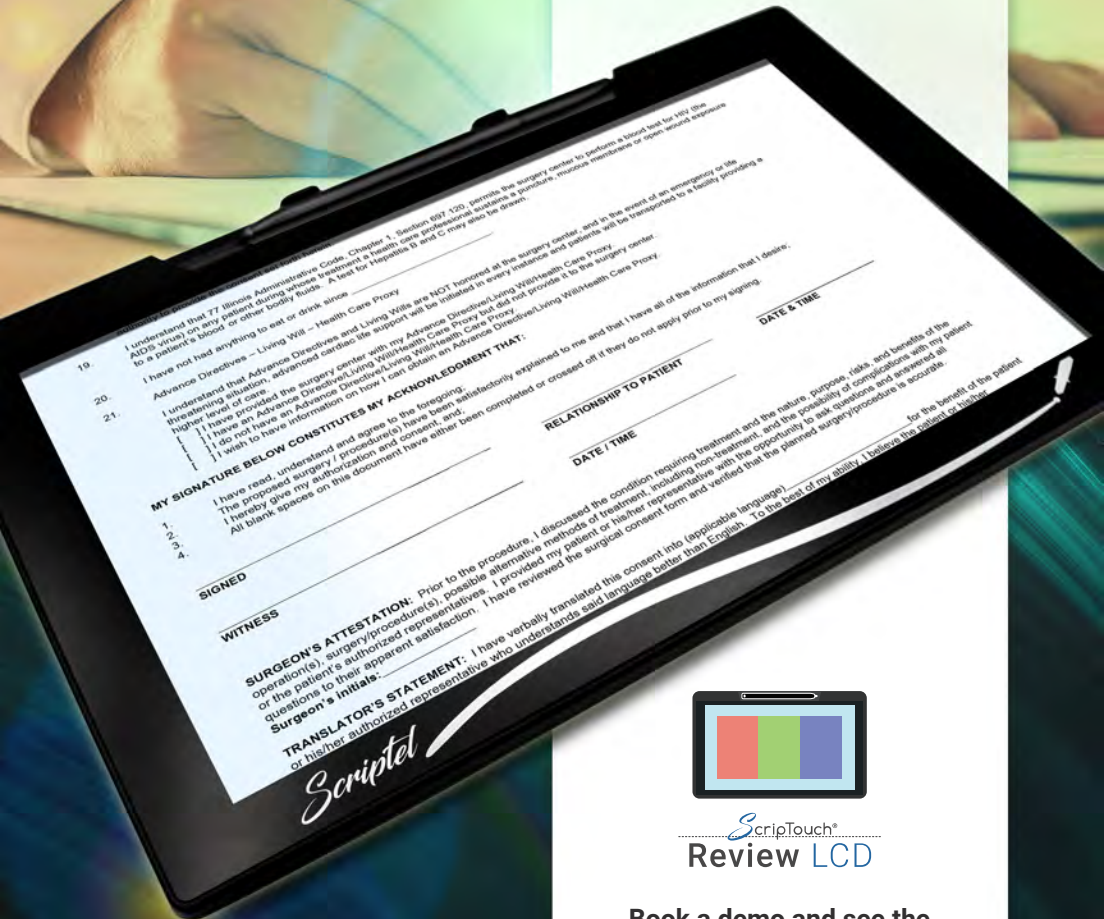 19. I understand that 77 Illinois Administrative Code, Chapter 1, Section 697 120, permits the surgery center to perform a blood test for HIV (the
AIDS virus) on any patient during whose treatment a health care professional sustains a puncture, mucous membrane or open wound exposure
to a patient's blood or other bodily fluids. A test for Hepatitis B and C may also be drawn.
20. I have not had anything to eat or drink since
21. Advance Directives – Living Will – Health Care Proxy
I understand that Advance Directives and Living Wills are NOT honored at the surgery center, and in the event of an emergency or life
threatening situation, advanced cardiac life support will be initiated in every instance and patients will be transported to a facility providing a
higher level of care.
[ ] I have provided the surgery center with my Advance Directive/Living Will/Health Care Proxy.
[ ] I have an Advance Directive/Living Will/Health Care Proxy but did not provide it to the surgery center.
[ ] I do not have an Advance Directive/Living Will/Health Care Proxy.
[ ] I wish to have information on how I can obtain an Advance Directive/Living Will/Health Care Proxy.
MY SIGNATURE BELOW CONSTITUTES MY ACKNOWLEDGMENT THAT:
1. I have read, understand and agree to the foregoing;
2. The proposed surgery / procedure(s) have been satisfactorily explained to me and that I have all of the information that I desire;
3. I hereby give my authorization and consent, and;
4. All blank spaces on this document have either been completed or crossed off if they do not apply prior to my signing.
SIGNED
RELATIONSHIP TO PATIENT
DATE & TIME
WITNESS
DATE / TIME
SURGEON'S ATTESTATION: Prior to the procedure, I discussed the condition requiring treatment and the nature, purpose, risks, and benefits of the
operation(s), surgery/procedure(s), possible alternative methods of treatment, including non-treatment, and the possibility of complications with my patient
or the patient's authorized representatives. I provided my patient or his/her representative with the opportunity to ask questions and answered all
questions to their apparent satisfaction. I have reviewed the surgical consent form and verified that the planned surgery/procedure is accurate.
Surgeon's initials:
TRANSLATOR'S STATEMENT: I have verbally translated this consent into (applicable language) for the benefit of the patient
or his/her authorized representative who understands said language better than English. To the best of my ability, I believe the patient or his/her
Scriptel
ScripTouch®
Review LCD
Book a demo and see the